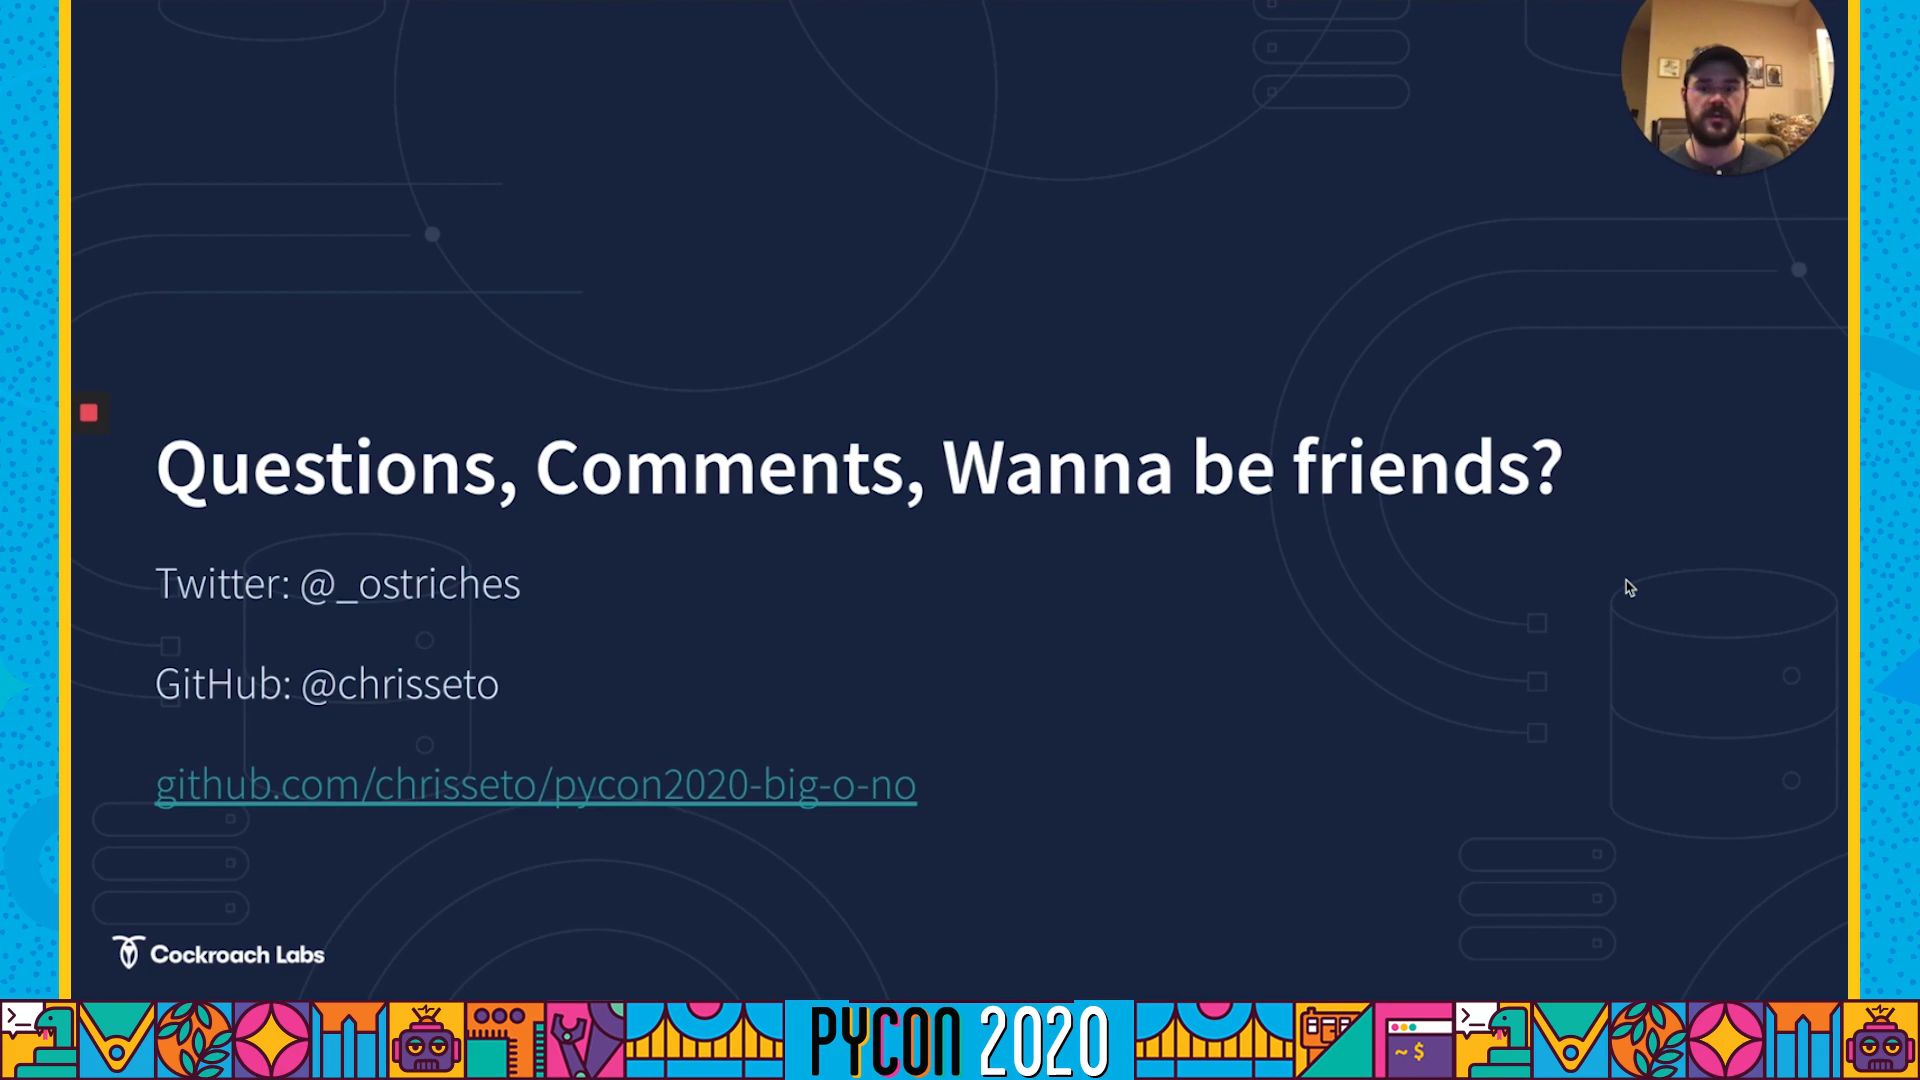 Questions, Comments, Wanna be friends?
Twitter: @_ostriches
GitHub: @chrisseto
github.com/chrisseto/pycon2020-big-o-no
Cockroach Labs
PYCON 2020
~ $